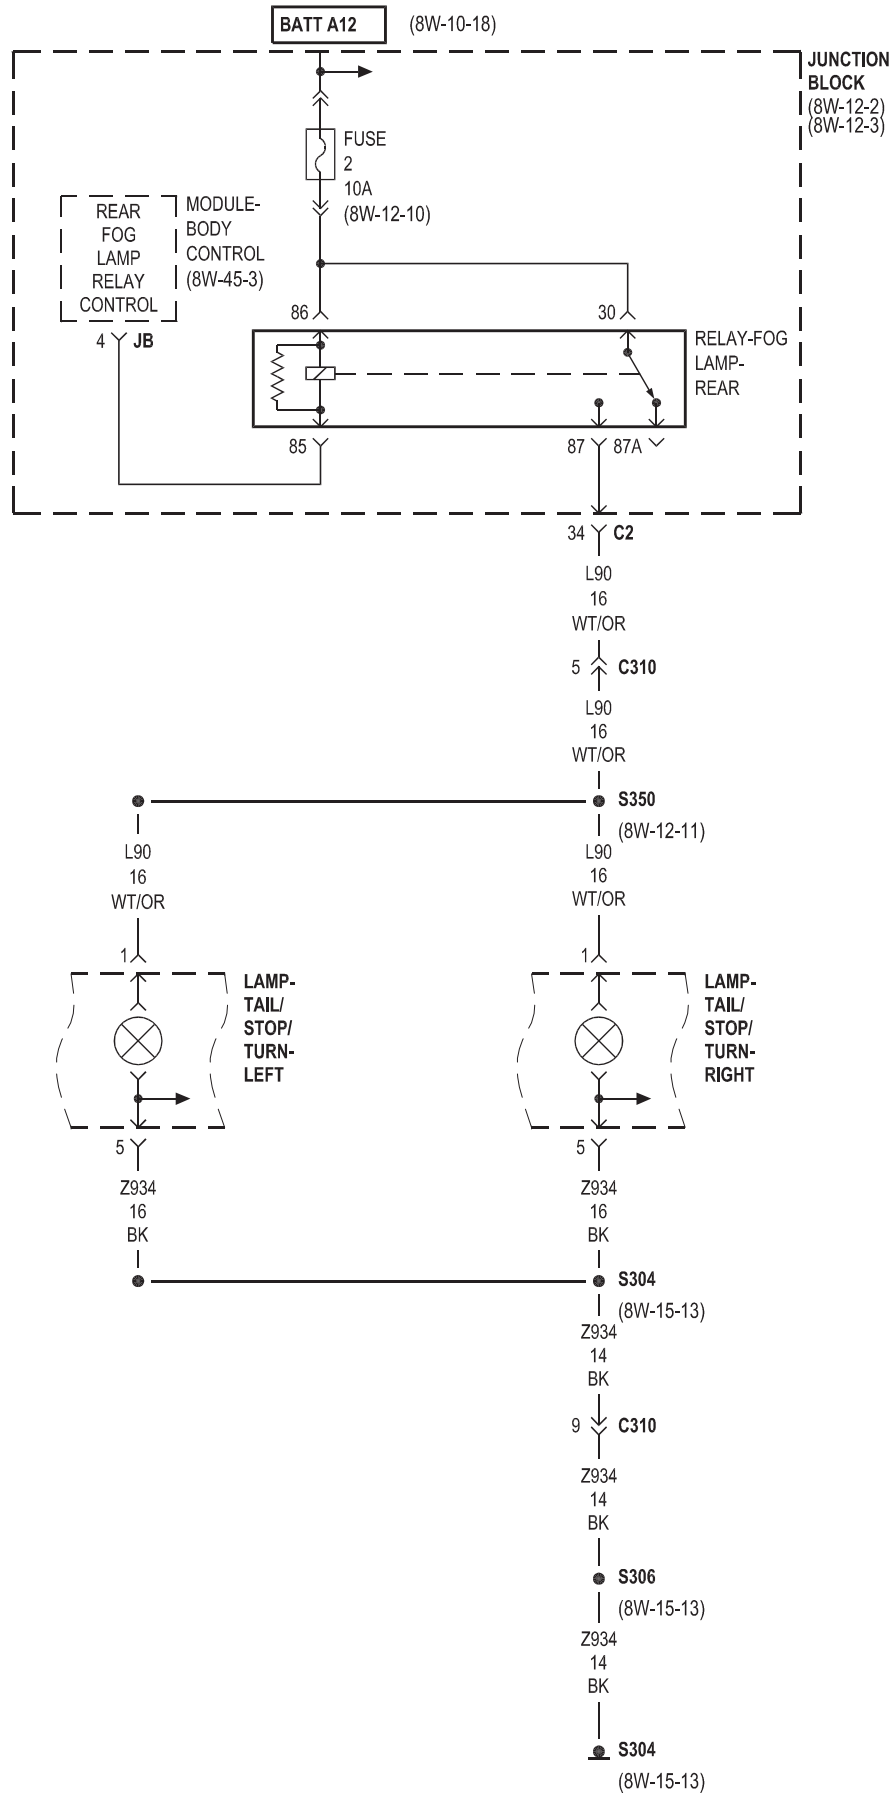 BATT A12 (8W-10-18)
JUNCTION
BLOCK
(8W-12-2)
(8W-12-3)
FUSE
2
10A
(8W-12-10)
REAR
FOG
LAMP
RELAY
CONTROL
MODULE-
BODY
CONTROL
(8W-45-3)
4 JB
86
30
RELAY-FOG
LAMP-
REAR
85
87 87A
34 C2
L90
16
WT/OR
5 C310
L90
16
WT/OR
S350
(8W-12-11)
L90
16
WT/OR
L90
16
WT/OR
1
LAMP-
TAIL/
STOP/
TURN-
LEFT
1
LAMP-
TAIL/
STOP/
TURN-
RIGHT
5
5
Z934
16
BK
Z934
16
BK
S304
(8W-15-13)
Z934
14
BK
9 C310
Z934
14
BK
S306
(8W-15-13)
Z934
14
BK
S304
(8W-15-13)